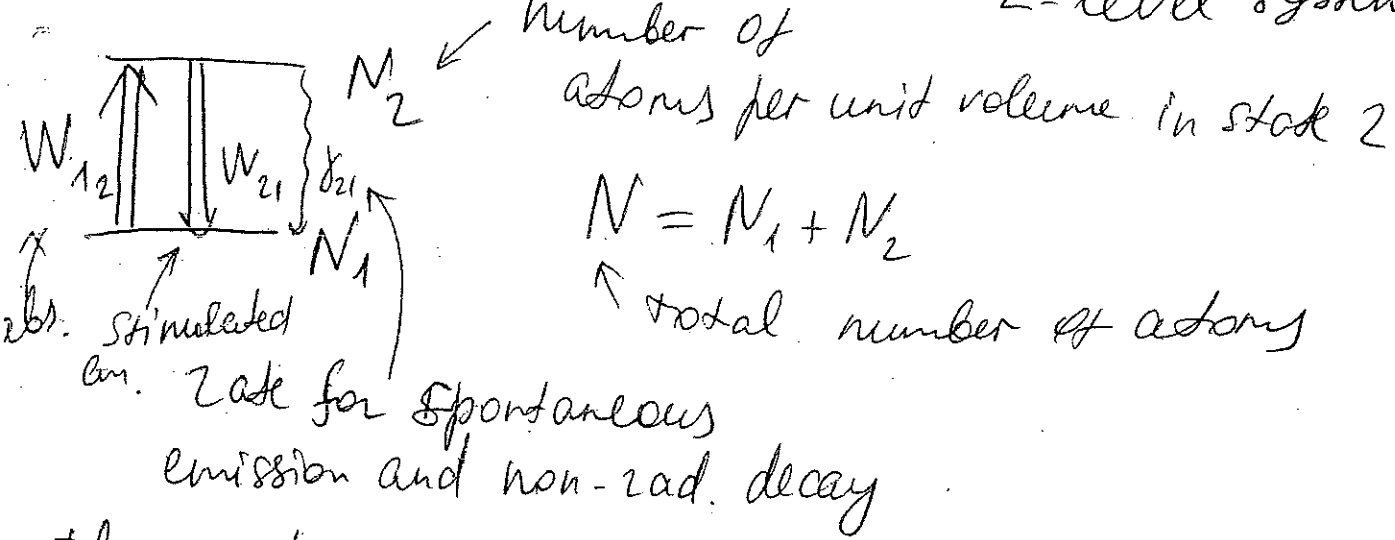 2-level system
number of
N₂
atoms per unit volume in state 2
W₁₂ W₂₁ γ₂₁
N = N₁ + N₂
N₁
abs. stimulated
total number of atoms
em.
rate for spontaneous
emission and non-rad. decay